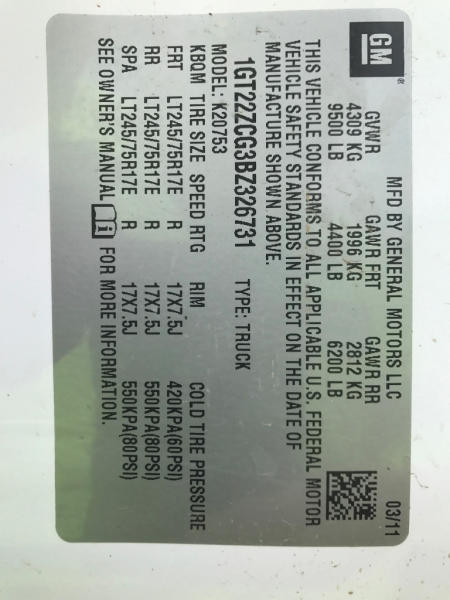 GM
MFD BY GENERAL MOTORS LLC 03/11
GVWR GAWR FRT GAWR RR
4309 KG 1996 KG 2812 KG
9500 LB 4400 LB 6200 LB
THIS VEHICLE CONFORMS TO ALL APPLICABLE U.S. FEDERAL MOTOR
VEHICLE SAFETY STANDARDS IN EFFECT ON THE DATE OF
MANUFACTURE SHOWN ABOVE.
1GT22ZCG3BZ326731 TYPE: TRUCK
MODEL: K20753
KBQM TIRE SIZE SPEED RTG RIM COLD TIRE PRESSURE
FRT LT245/75R17E R 17X7.5J 420KPA(60PSI)
RR LT245/75R17E R 17X7.5J 550KPA(80PSI)
SPA LT245/75R17E R 17X7.5J 550KPA(80PSI)
SEE OWNER'S MANUAL i FOR MORE INFORMATION.